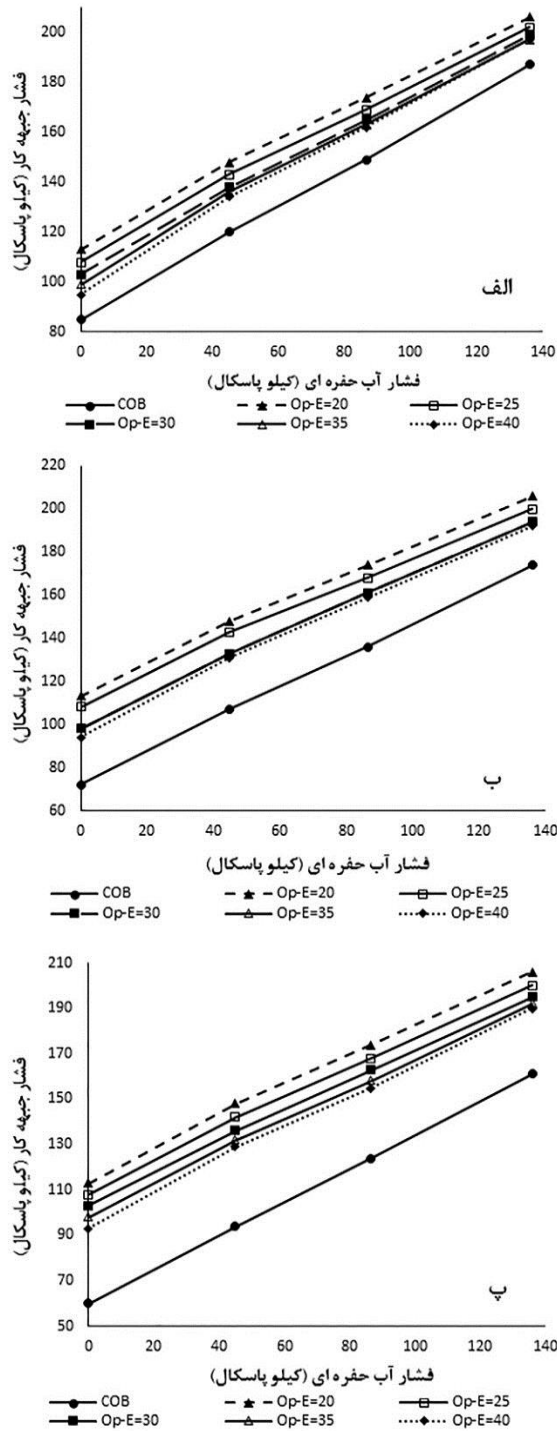 200
180
160
140
120
100
80
فشار جبهه کار (کیلو پاسکال)
الف
0 20 40 60 80 100 120 140
فشار آب حفره ای (کیلو پاسکال)
COB Op-E=20 Op-E=25
Op-E=30 Op-E=35 Op-E=40
220
200
180
160
140
120
100
80
60
فشار جبهه کار (کیلو پاسکال)
ب
0 20 40 60 80 100 120 140
فشار آب حفره ای (کیلو پاسکال)
COB Op-E=20 Op-E=25
Op-E=30 Op-E=35 Op-E=40
210
190
170
150
130
110
90
70
50
فشار جبهه کار (کیلو پاسکال)
پ
0 20 40 60 80 100 120 140
فشار آب حفره ای (کیلو پاسکال)
COB Op-E=20 Op-E=25
Op-E=30 Op-E=35 Op-E=40